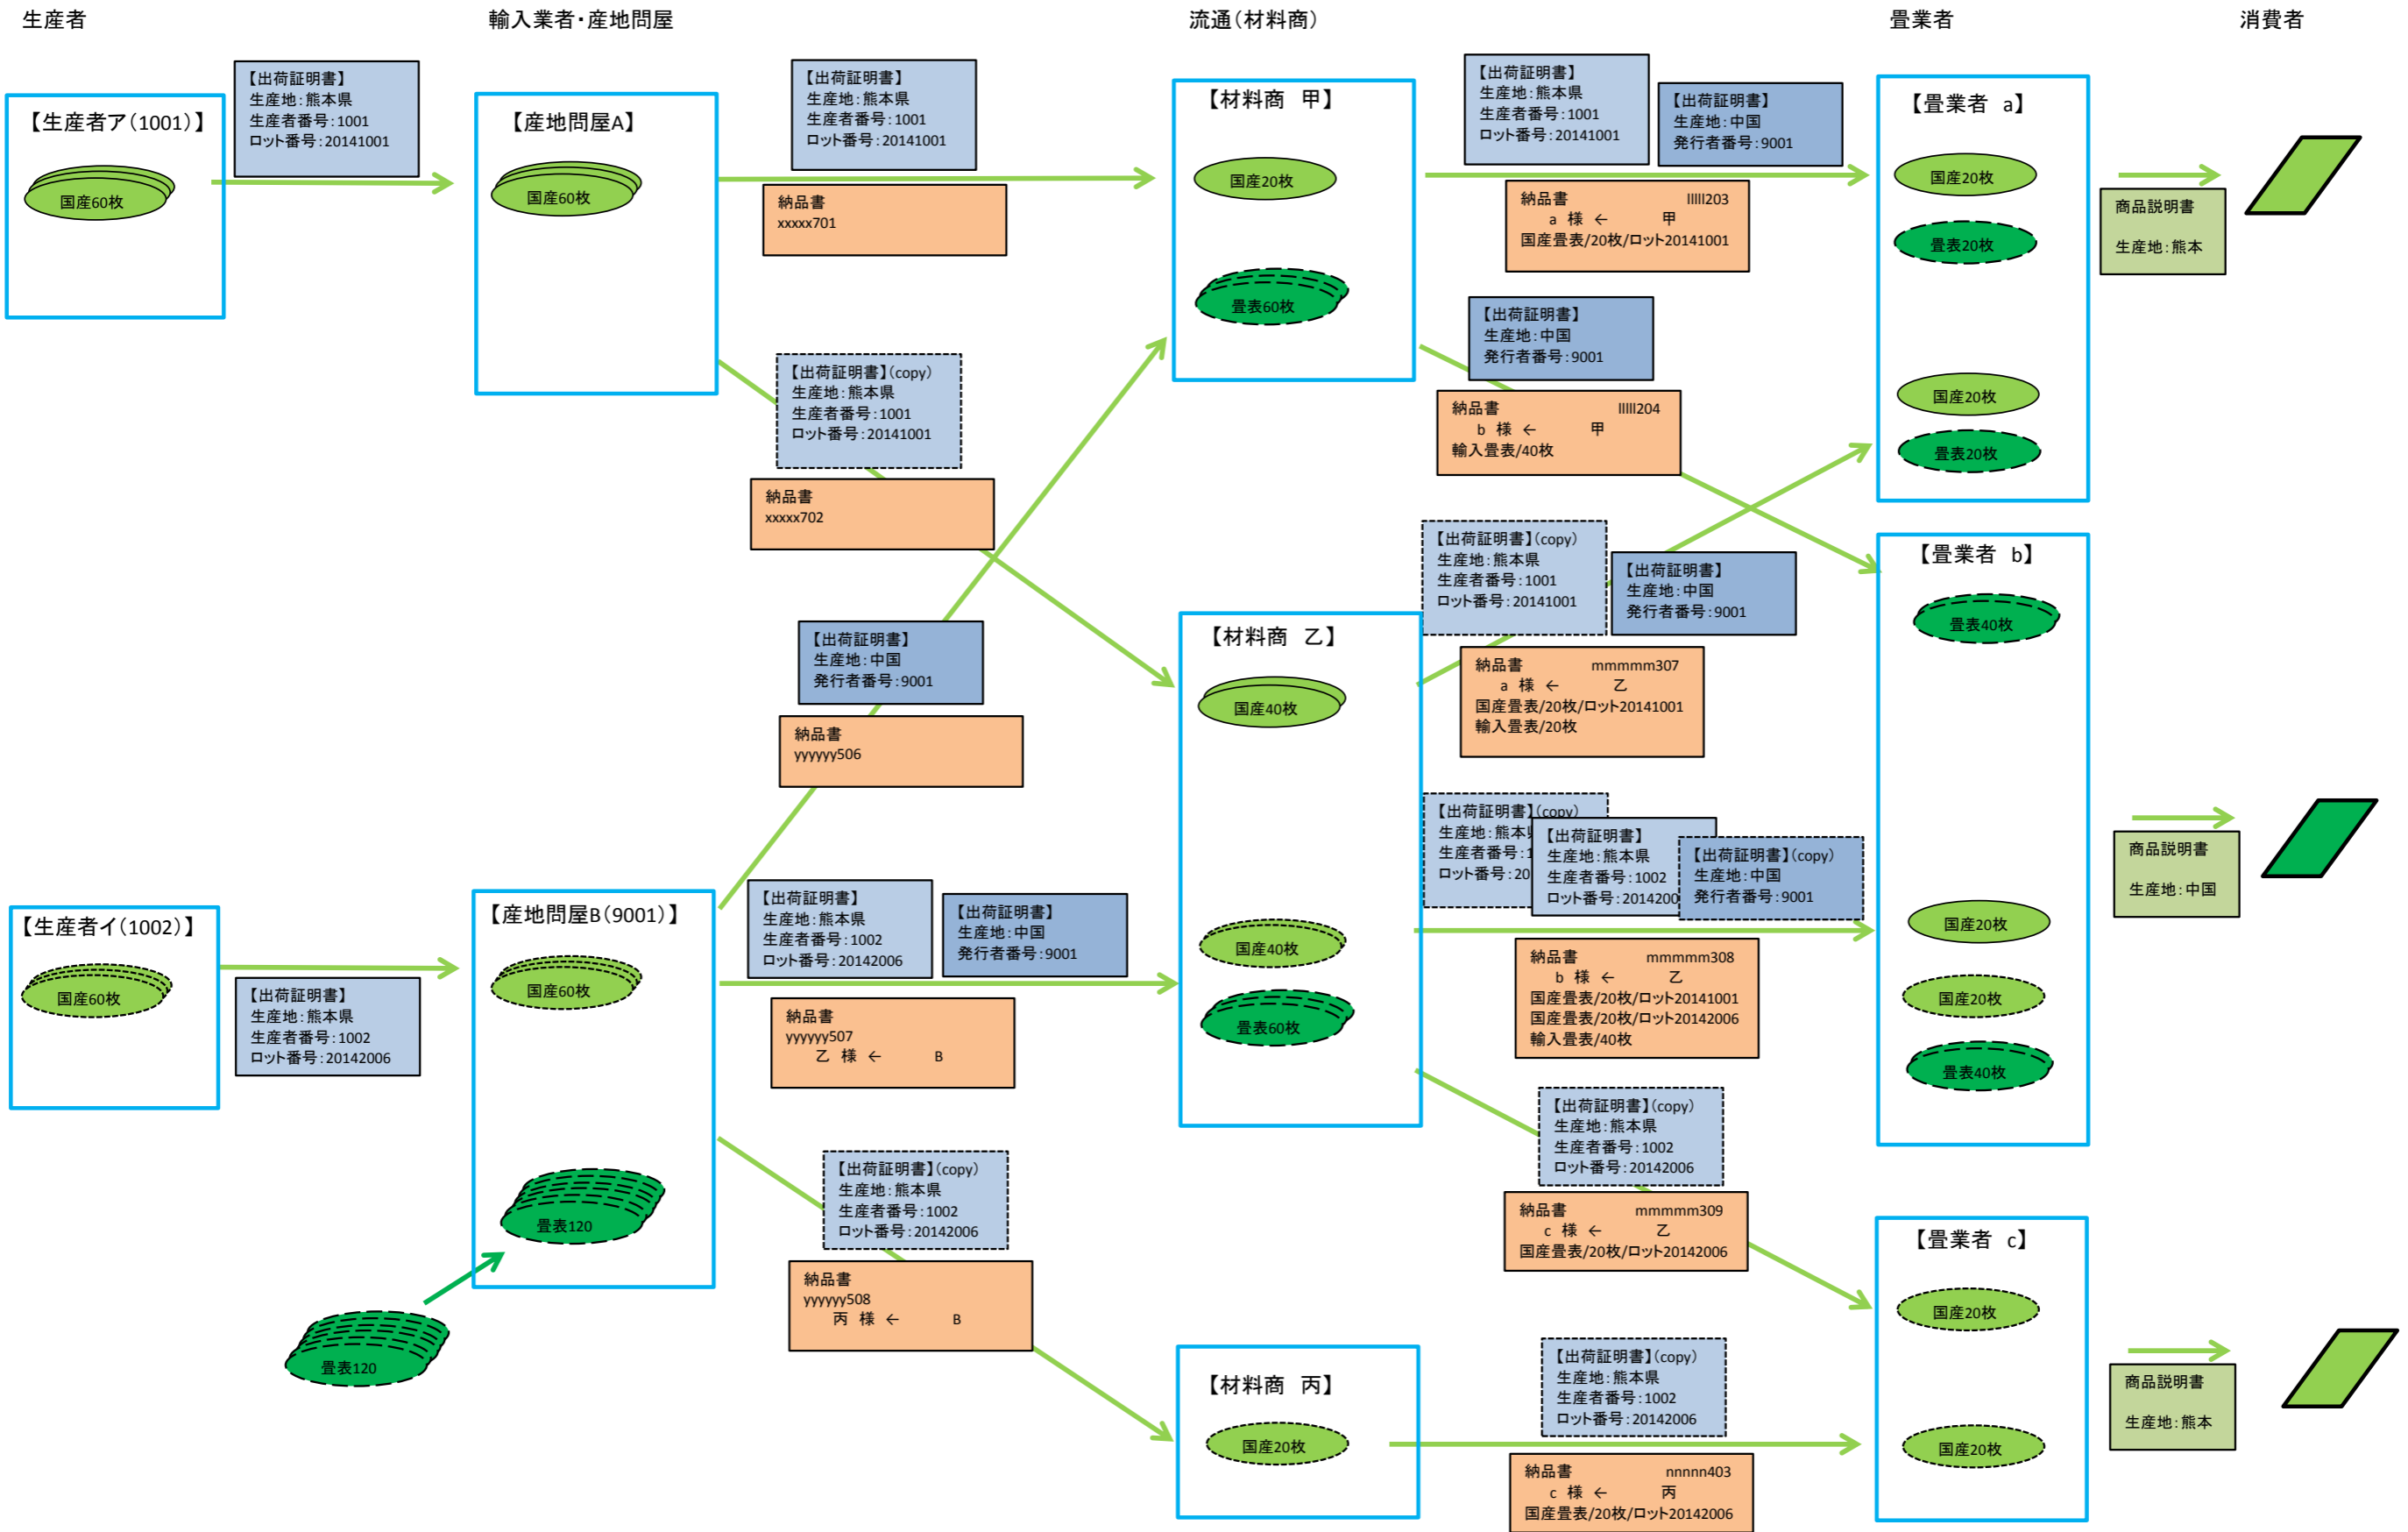 生産者
輸入業者・産地問屋
流通(材料商)
畳業者
消費者
【生産者ア(1001)】
国産60枚
【出荷証明書】
生産地:熊本県
生産者番号:1001
ロット番号:20141001
【産地問屋A】
国産60枚
【出荷証明書】
生産地:熊本県
生産者番号:1001
ロット番号:20141001
納品書
xxxxx701
【出荷証明書】(copy)
生産地:熊本県
生産者番号:1001
ロット番号:20141001
納品書
xxxxx702
【材料商 甲】
国産20枚
畳表60枚
【出荷証明書】
生産地:熊本県
生産者番号:1001
ロット番号:20141001
【出荷証明書】
生産地:中国
発行者番号:9001
納品書 lllll203
a 様 ← 甲
国産畳表/20枚/ロット20141001
【出荷証明書】
生産地:中国
発行者番号:9001
納品書 lllll204
b 様 ← 甲
輸入畳表/40枚
【畳業者 a】
国産20枚
畳表20枚
国産20枚
畳表20枚
商品説明書
生産地:熊本
【生産者イ(1002)】
国産60枚
【出荷証明書】
生産地:熊本県
生産者番号:1002
ロット番号:20142006
畳表120
【産地問屋B(9001)】
国産60枚
畳表120
【出荷証明書】
生産地:中国
発行者番号:9001
納品書
yyyyyy506
【出荷証明書】
生産地:熊本県
生産者番号:1002
ロット番号:20142006
【出荷証明書】
生産地:中国
発行者番号:9001
納品書
yyyyyy507
乙 様 ← B
【出荷証明書】(copy)
生産地:熊本県
生産者番号:1002
ロット番号:20142006
納品書
yyyyyy508
丙 様 ← B
【材料商 乙】
国産40枚
国産40枚
畳表60枚
【出荷証明書】(copy)
生産地:熊本県
生産者番号:1001
ロット番号:20141001
【出荷証明書】
生産地:中国
発行者番号:9001
納品書 mmmmm307
a 様 ← 乙
国産畳表/20枚/ロット20141001
輸入畳表/20枚
【出荷証明書】(copy)
生産地:熊本
生産者番号:1
ロット番号:20
【出荷証明書】
生産地:熊本県
生産者番号:1002
ロット番号:2014200
【出荷証明書】(copy)
生産地:中国
発行者番号:9001
納品書 mmmmm308
b 様 ← 乙
国産畳表/20枚/ロット20141001
国産畳表/20枚/ロット20142006
輸入畳表/40枚
【出荷証明書】(copy)
生産地:熊本県
生産者番号:1002
ロット番号:20142006
納品書 mmmmm309
c 様 ← 乙
国産畳表/20枚/ロット20142006
【畳業者 b】
畳表40枚
国産20枚
国産20枚
畳表40枚
商品説明書
生産地:中国
【材料商 丙】
国産20枚
【出荷証明書】(copy)
生産地:熊本県
生産者番号:1002
ロット番号:20142006
納品書 nnnnn403
c 様 ← 丙
国産畳表/20枚/ロット20142006
【畳業者 c】
国産20枚
国産20枚
商品説明書
生産地:熊本